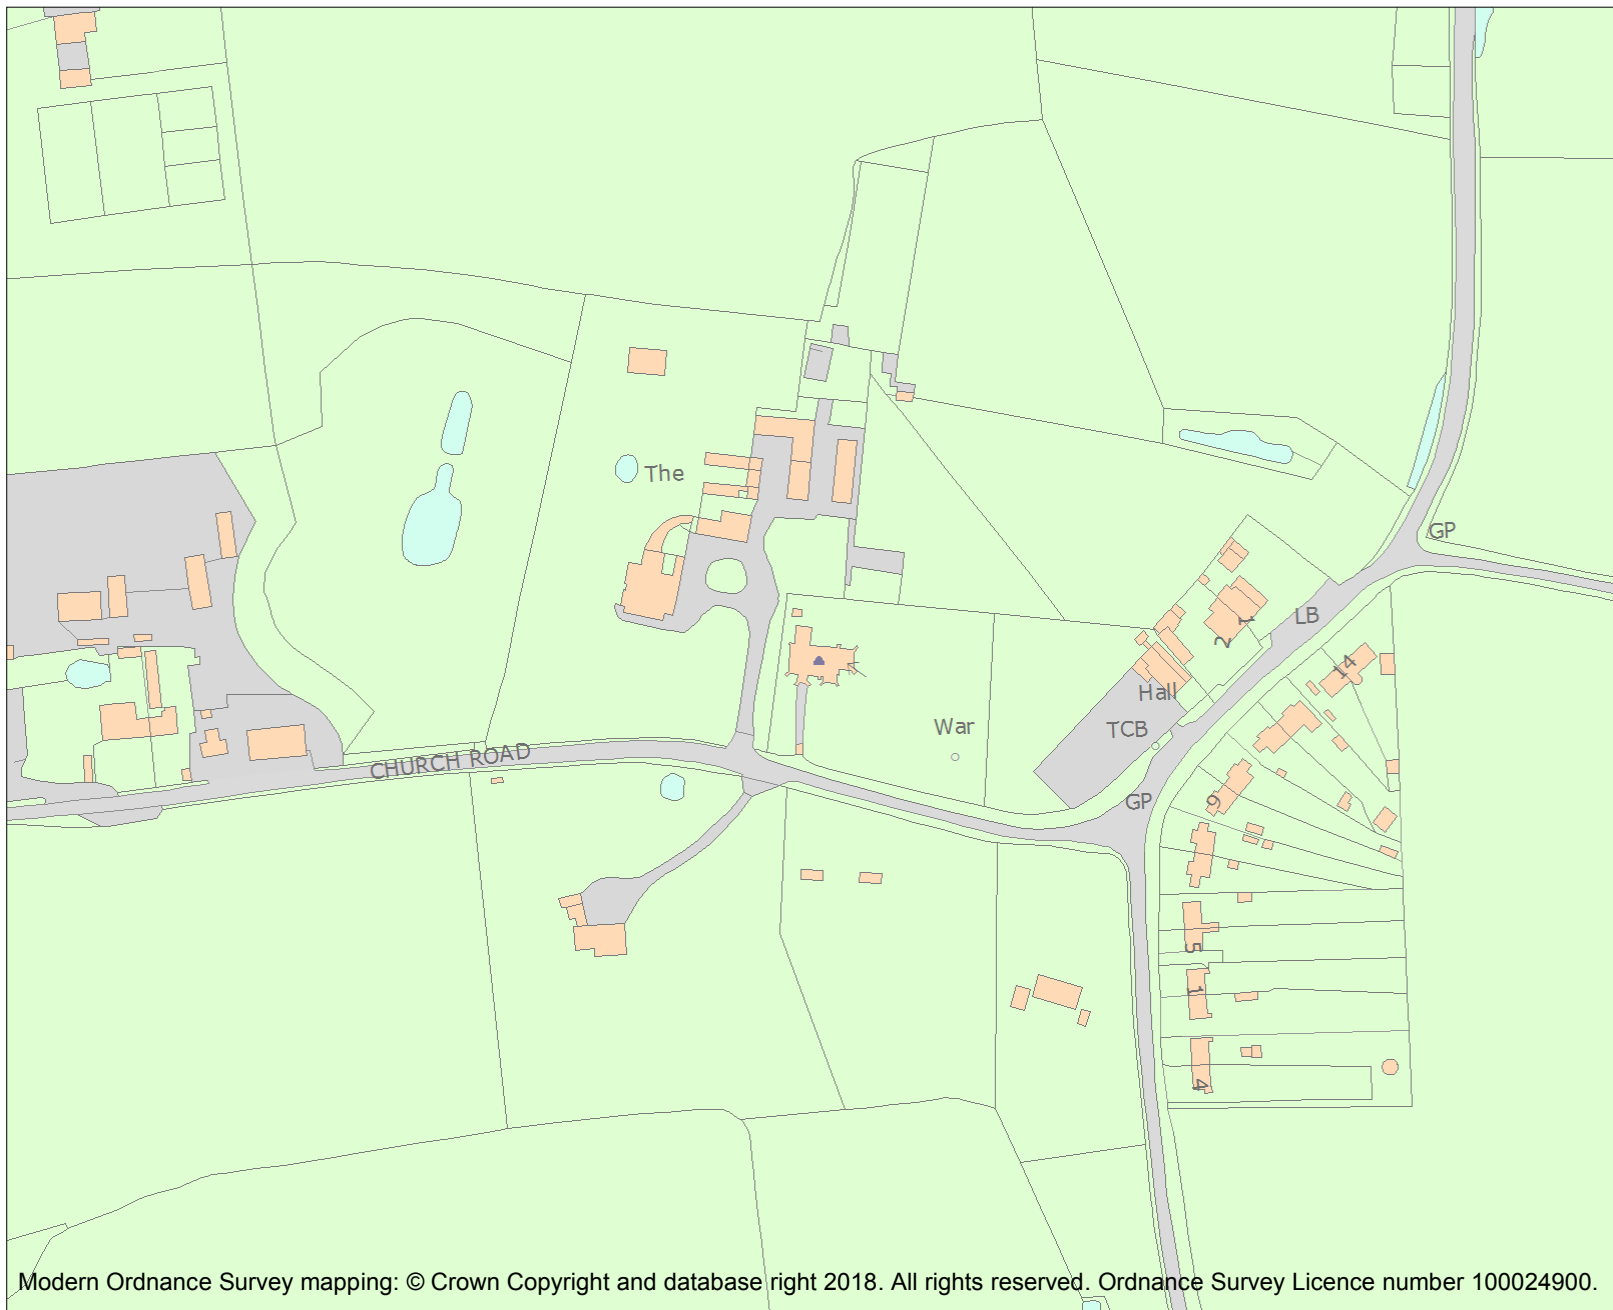 The
GP
1
2
LB
14
Hall
War
TCB
CHURCH ROAD
GP
9
5
1
4
Modern Ordnance Survey mapping: © Crown Copyright and database right 2018. All rights reserved. Ordnance Survey Licence number 100024900.